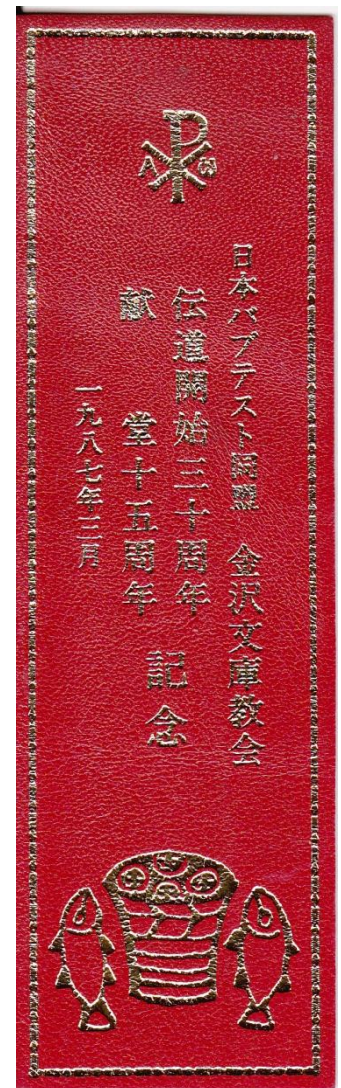 Α Ω
日本バプテスト同盟 金沢文庫教会
伝道開始三十周年
献堂十五周年
記念
一九八七年三月